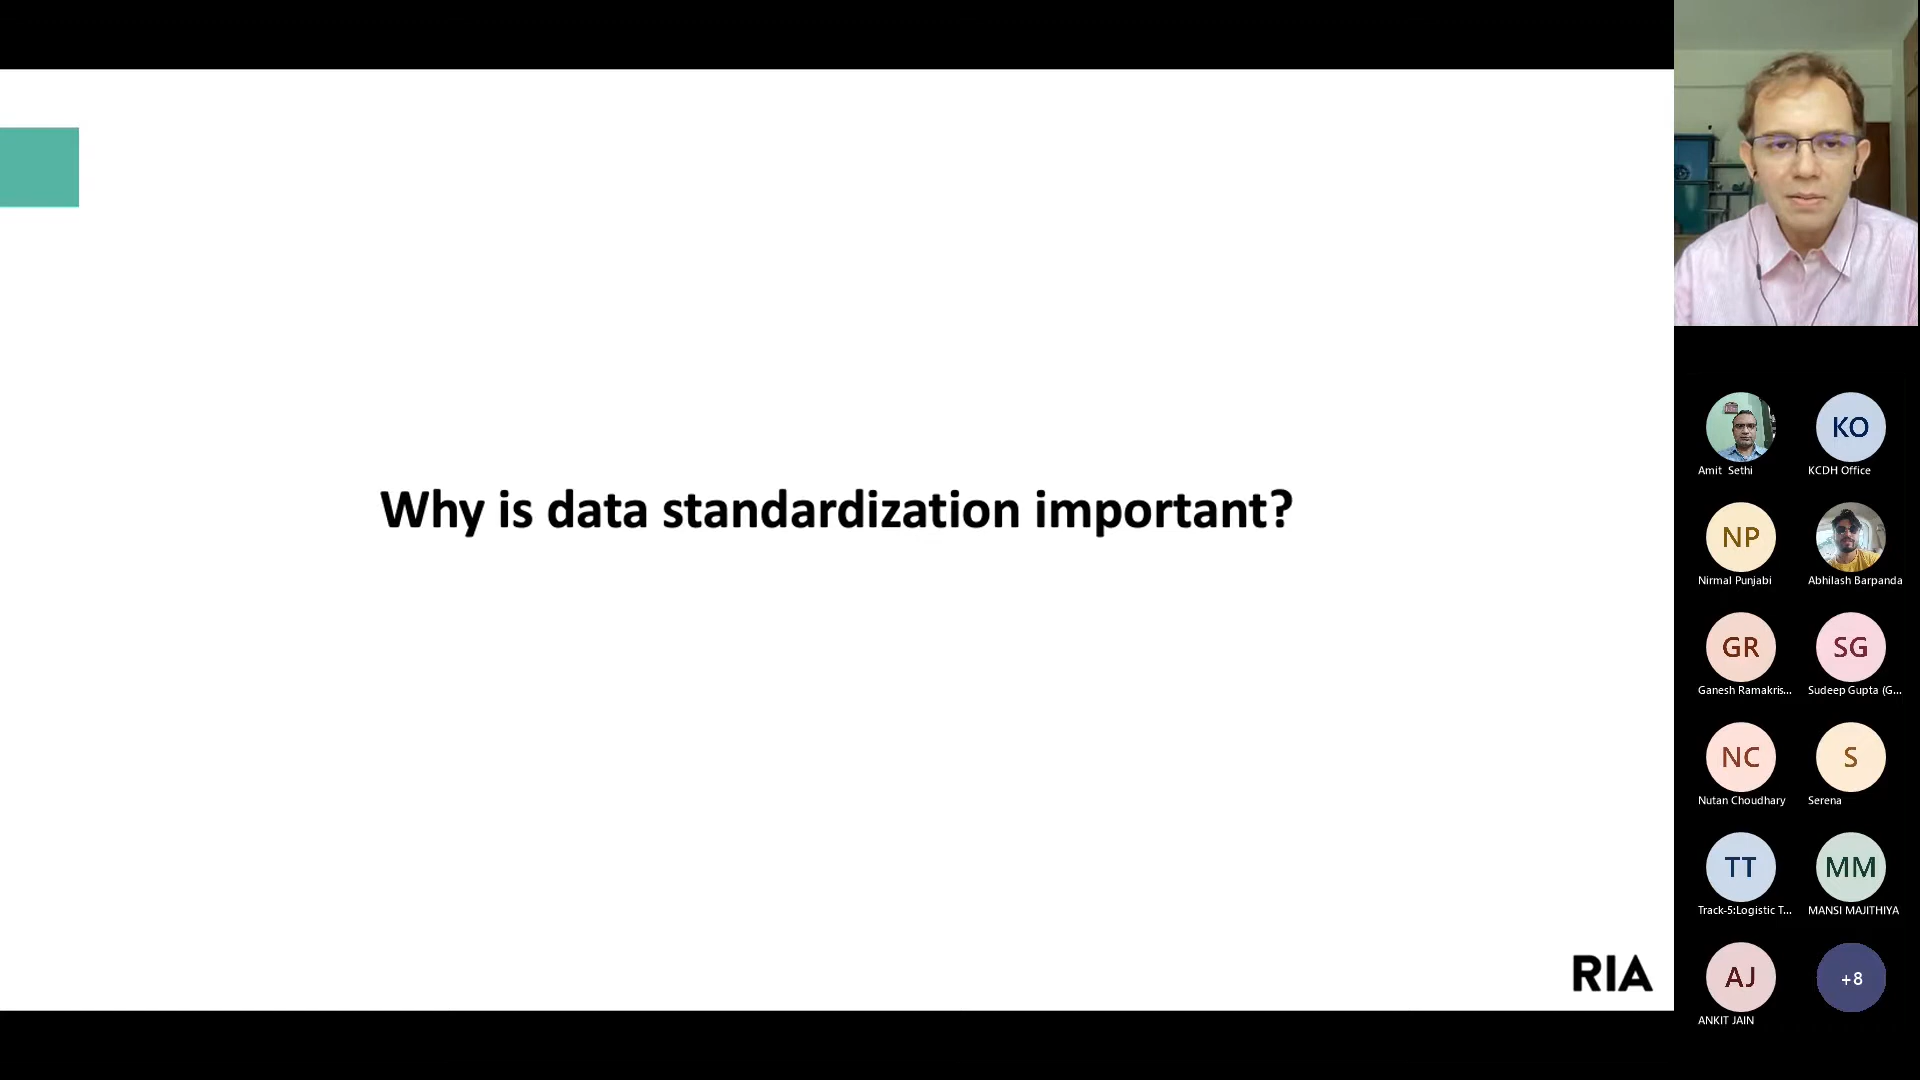 Why is data standardization important?
RIA
KO
Amit Sethi
KCDH Office
NP
Nirmal Punjabi
Abhilash Barpanda
GR
SG
Ganesh Ramakris...
Sudeep Gupta (G...
NC
S
Nutan Choudhary
Serena
TT
MM
Track-5:Logistic T...
MANSI MAJITHIYA
AJ
+8
ANKIT JAIN